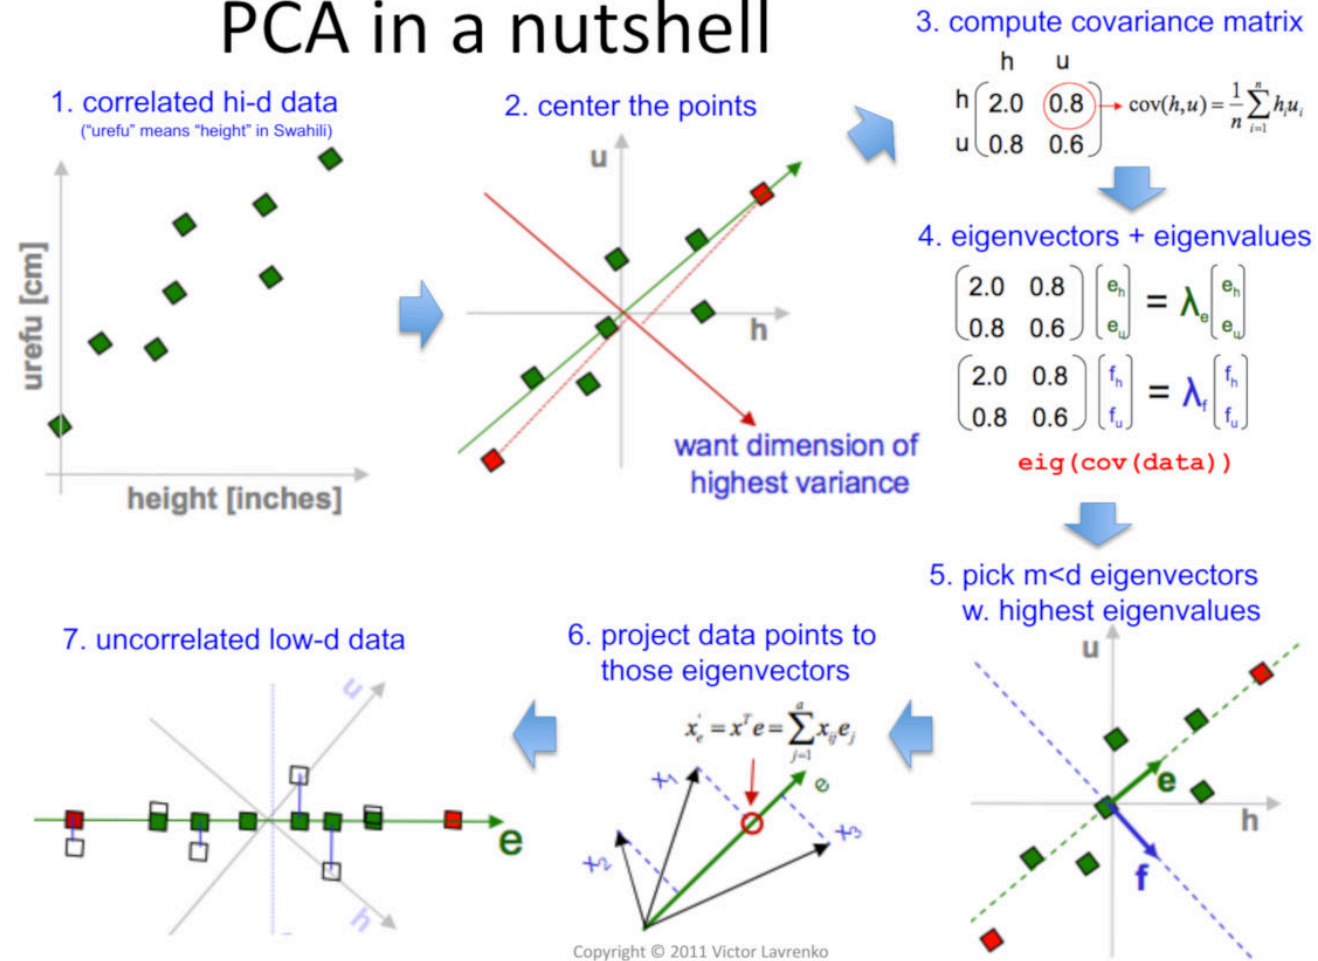 PCA in a nutshell
1. correlated hi-d data
("urefu" means "height" in Swahili)
urefu [cm]
height [inches]
2. center the points
u
h
want dimension of
highest variance
3. compute covariance matrix
h u
h 2.0 0.8 cov(h,u) = 1/n ∑ i=1 n h_i u_i
u 0.8 0.6
4. eigenvectors + eigenvalues
2.0 0.8 e_h = λ_e e_h
0.8 0.6 e_u e_u
2.0 0.8 f_h = λ_f f_h
0.8 0.6 f_u f_u
eig(cov(data))
5. pick m<d eigenvectors
w. highest eigenvalues
u
e
h
f
6. project data points to
those eigenvectors
x'_e = x^T e = ∑ j=1 a x_ij e_j
x1
e
x2
x3
7. uncorrelated low-d data
u
e
h
Copyright © 2011 Victor Lavrenko